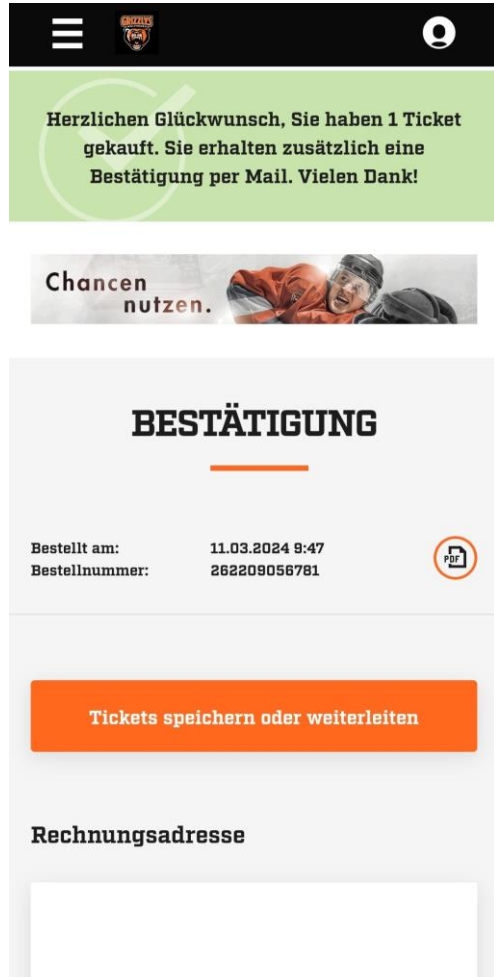 GRIZZLYS
Herzlichen Glückwunsch, Sie haben 1 Ticket
gekauft. Sie erhalten zusätzlich eine
Bestätigung per Mail. Vielen Dank!
Chancen
nutzen.
BESTÄTIGUNG
Bestellt am: 11.03.2024 9:47
Bestellnummer: 262209056781
PDF
Tickets speichern oder weiterleiten
Rechnungsadresse